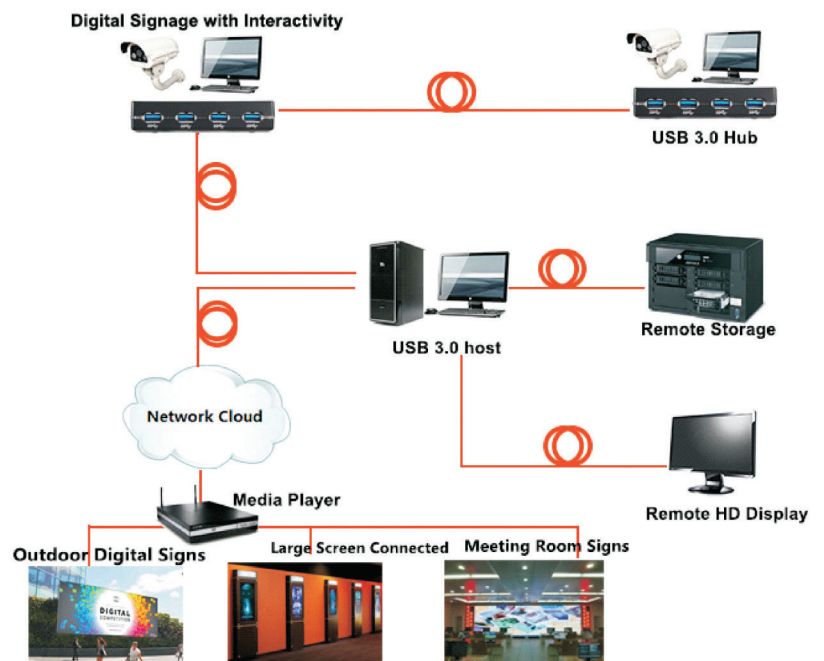 Digital Signage with Interactivity
USB 3.0 Hub
USB 3.0 host
Remote Storage
Network Cloud
Media Player
Remote HD Display
Outdoor Digital Signs
Large Screen Connected
Meeting Room Signs
DIGITAL
COMPETITION